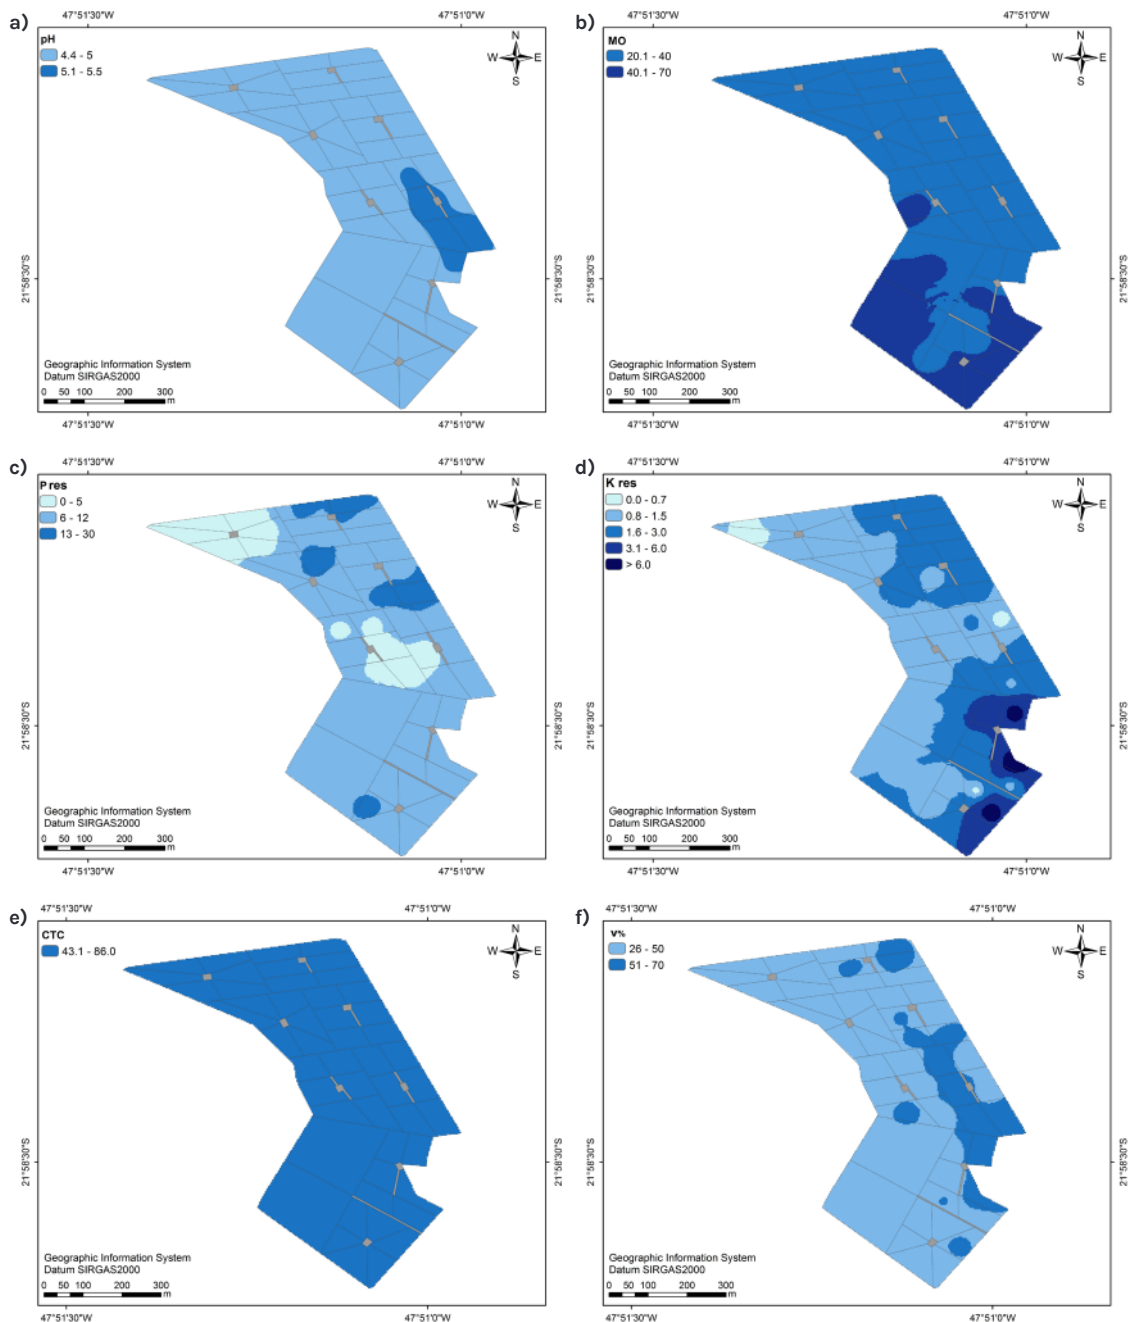 a)
47°51'30"W 47°51'0"W
pH
4.4 - 5
5.1 - 5.5
N
W E
S
21°58'30"S 21°58'30"S
Geographic Information System
Datum SIRGAS2000
0 50 100 200 300
m
47°51'30"W 47°51'0"W
b)
47°51'30"W 47°51'0"W
MO
20.1 - 40
40.1 - 70
N
W E
S
21°58'30"S 21°58'30"S
Geographic Information System
Datum SIRGAS2000
0 50 100 200 300
m
47°51'30"W 47°51'0"W
c)
47°51'30"W 47°51'0"W
P res
0 - 5
6 - 12
13 - 30
N
W E
S
21°58'30"S 21°58'30"S
Geographic Information System
Datum SIRGAS2000
0 50 100 200 300
m
47°51'30"W 47°51'0"W
d)
47°51'30"W 47°51'0"W
K res
0.0 - 0.7
0.8 - 1.5
1.6 - 3.0
3.1 - 6.0
> 6.0
N
W E
S
21°58'30"S 21°58'30"S
Geographic Information System
Datum SIRGAS2000
0 50 100 200 300
m
47°51'30"W 47°51'0"W
e)
47°51'30"W 47°51'0"W
CTC
43.1 - 86.0
N
W E
S
21°58'30"S 21°58'30"S
Geographic Information System
Datum SIRGAS2000
0 50 100 200 300
m
47°51'30"W 47°51'0"W
f)
47°51'30"W 47°51'0"W
V%
26 - 50
51 - 70
N
W E
S
21°58'30"S 21°58'30"S
Geographic Information System
Datum SIRGAS2000
0 50 100 200 300
m
47°51'30"W 47°51'0"W